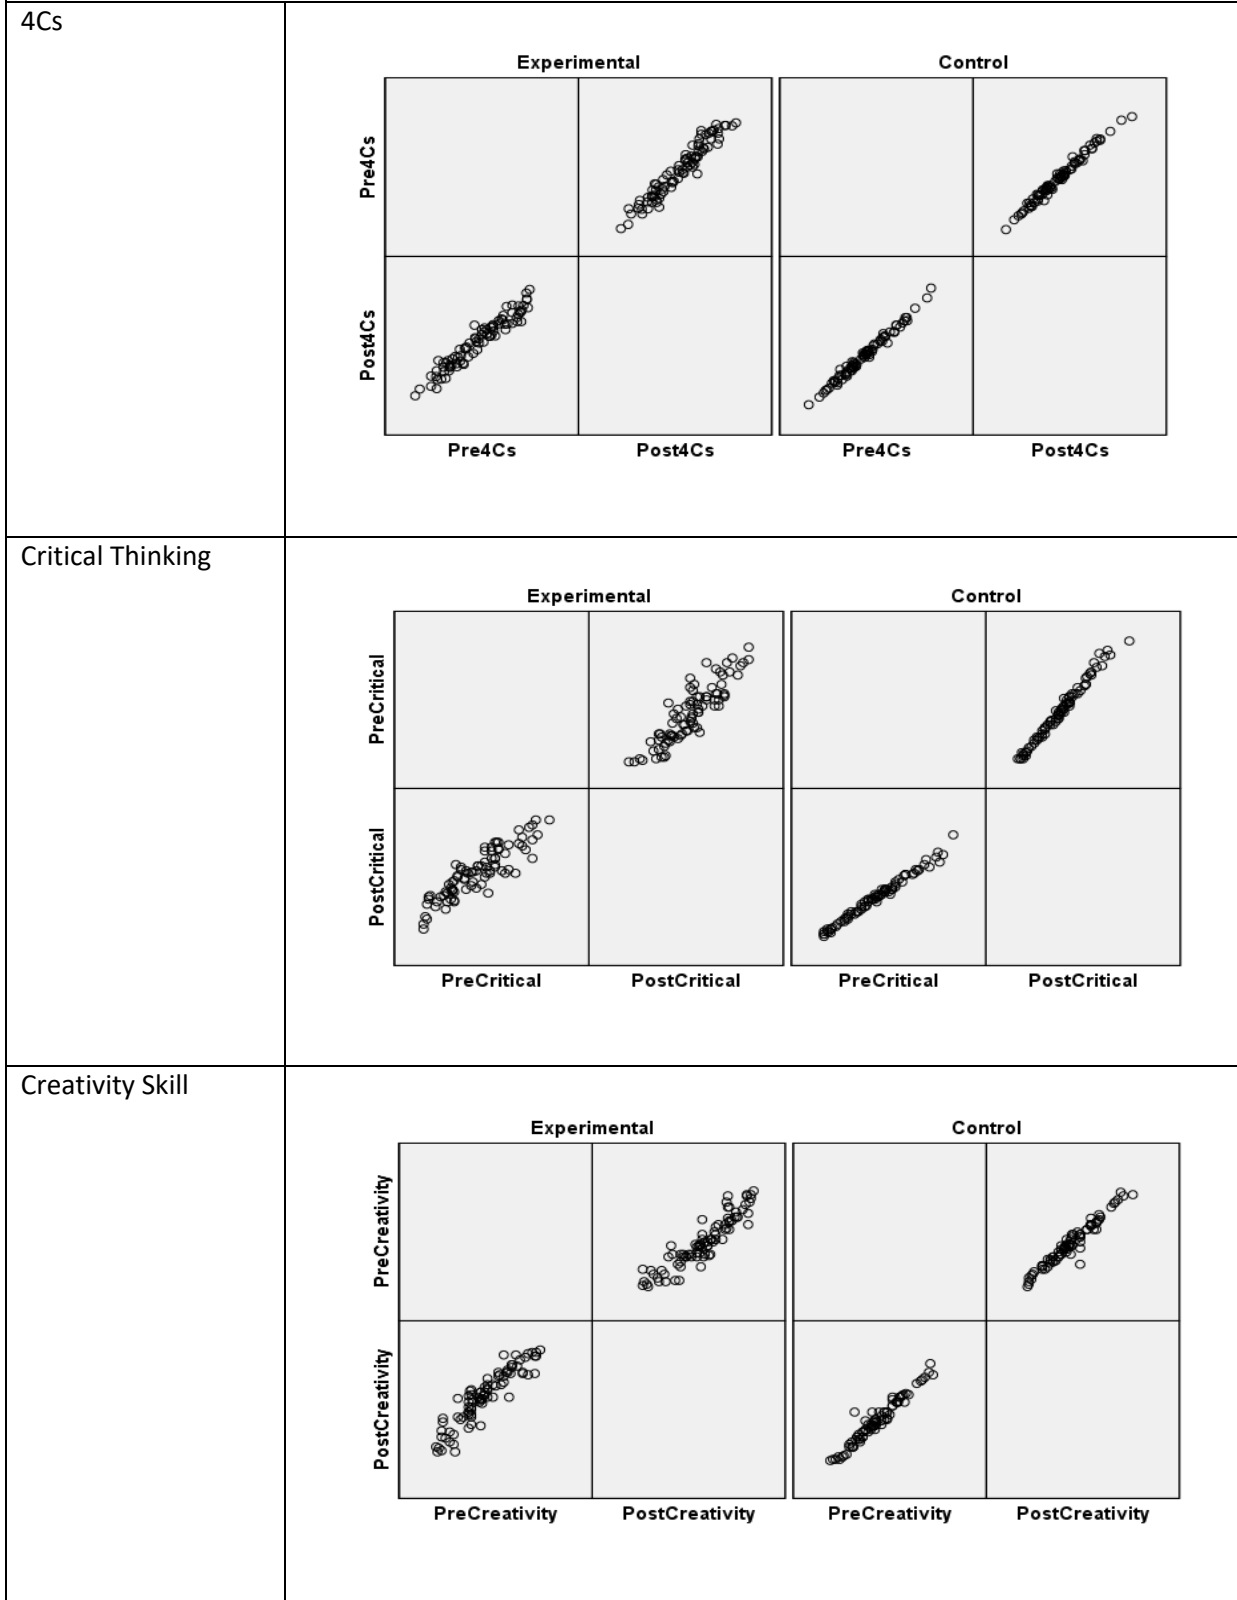 4Cs
Experimental Control
Pre4Cs
Post4Cs
Pre4Cs Post4Cs Pre4Cs Post4Cs
Critical Thinking
Experimental Control
PreCritical
PostCritical
PreCritical PostCritical PreCritical PostCritical
Creativity Skill
Experimental Control
PreCreativity
PostCreativity
PreCreativity PostCreativity PreCreativity PostCreativity